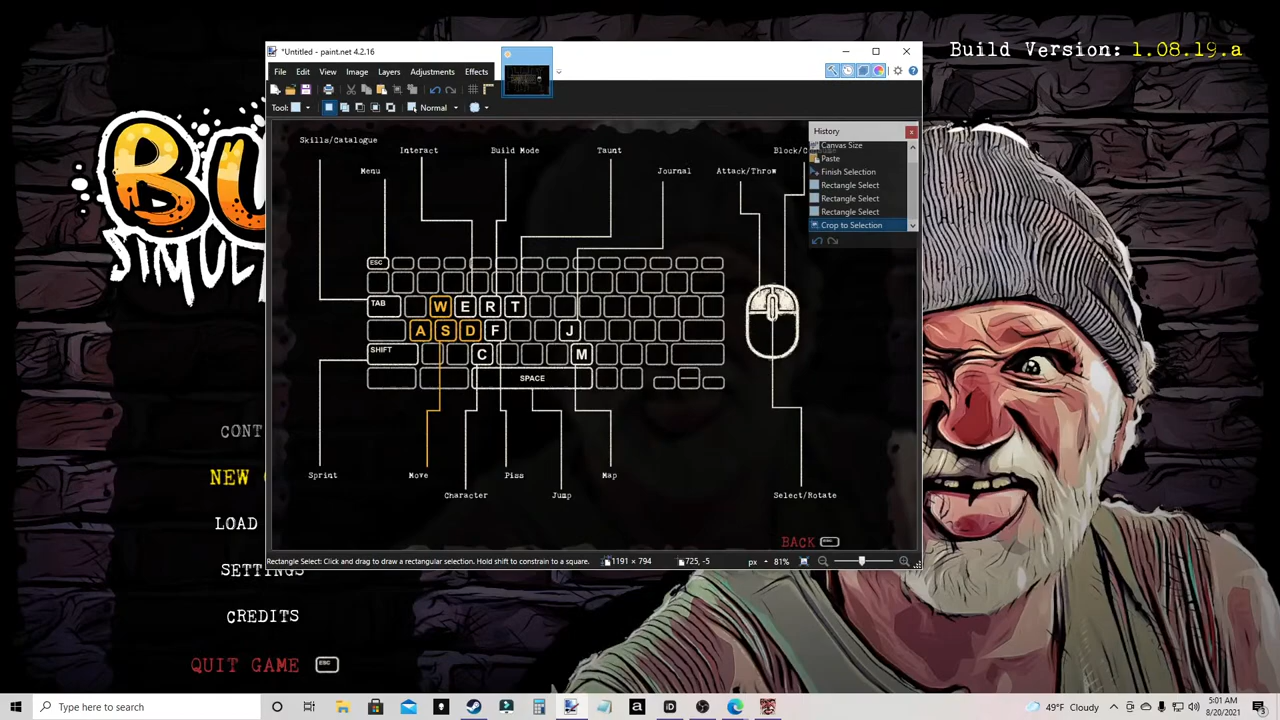 Build Version: 1.08.19.a
*Untitled - paint.net 4.2.16
File Edit View Image Layers Adjustments Effects
Tool: Normal
BU
SIMUL
History
Canvas Size
Paste
Finish Selection
Rectangle Select
Rectangle Select
Rectangle Select
Crop to Selection
Skills/Catalogue
Interact
Build Mode
Taunt
Menu
Journal
Attack/Throw
ESC
TAB W E R T
A S D F J
SHIFT C M
SPACE
Sprint
Move
Piss
Map
Character
Jump
Select/Rotate
BACK
Rectangle Select: Click and drag to draw a rectangular selection. Hold shift to constrain to a square. 1191 × 794 725, -5 px 81%
CONT
NEW
LOAD
SETTINGS
CREDITS
QUIT GAME ESC
Type here to search
49°F Cloudy
5:01 AM
8/20/2021